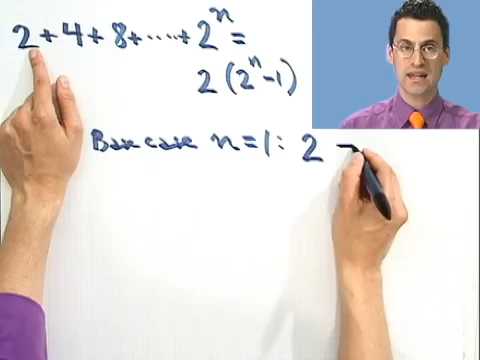 2 + 4 + 8 + ..... + 2ⁿ =
2 (2ⁿ - 1)
Base case n = 1 : 2